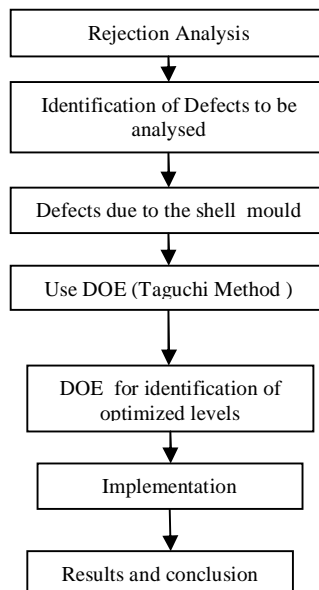 Rejection Analysis
Identification of Defects to be
analysed
Defects due to the shell mould
Use DOE (Taguchi Method )
DOE for identification of
optimized levels
Implementation
Results and conclusion